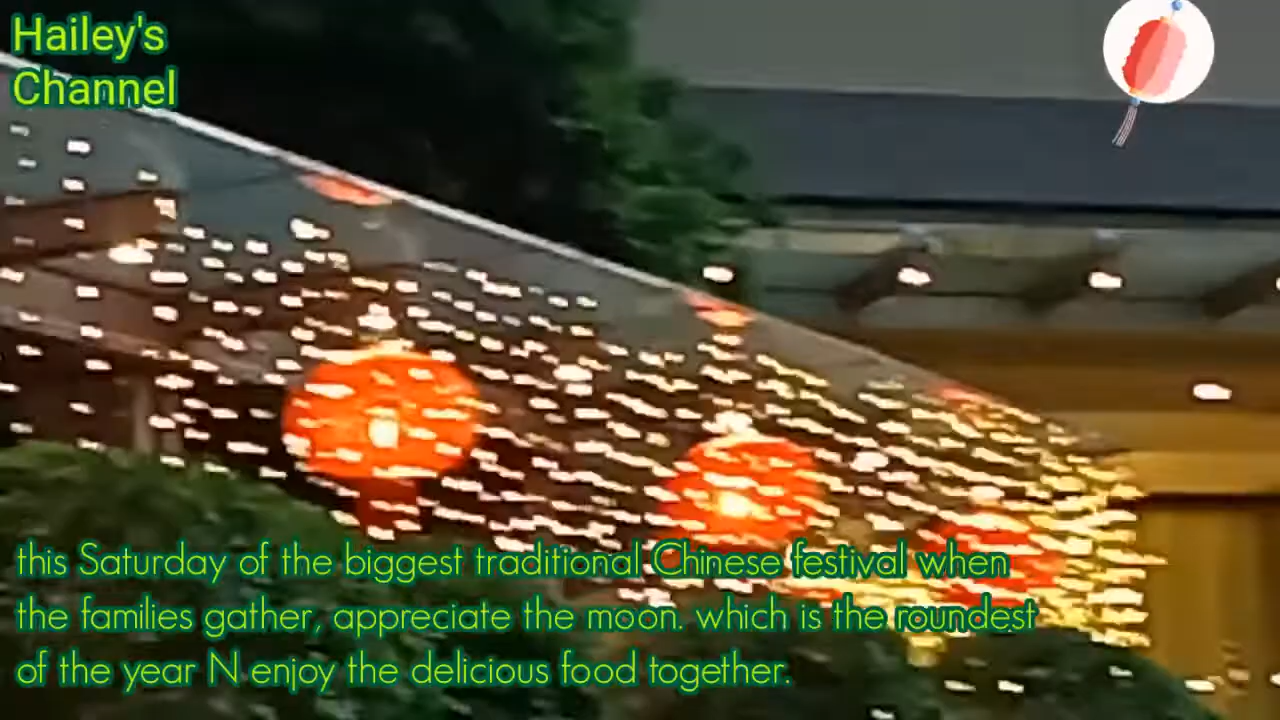 Hailey's
Channel
this Saturday of the biggest traditional Chinese festival when
the families gather, appreciate the moon. which is the roundest
of the year N enjoy the delicious food together.